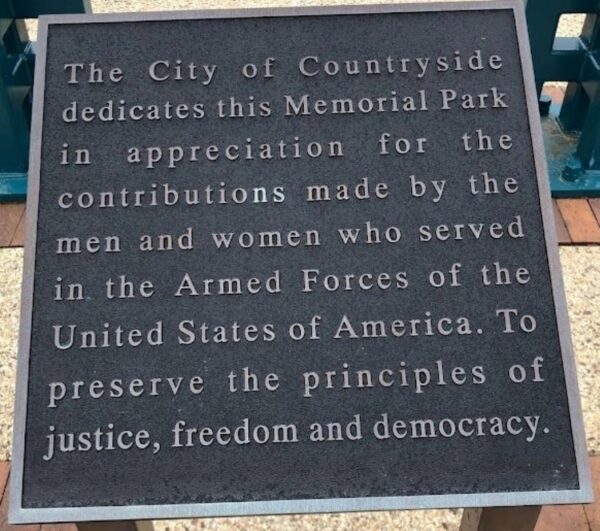 The City of Countryside
dedicates this Memorial Park
in appreciation for the
contributions made by the
men and women who served
in the Armed Forces of the
United States of America. To
preserve the principles of
justice, freedom and democracy.